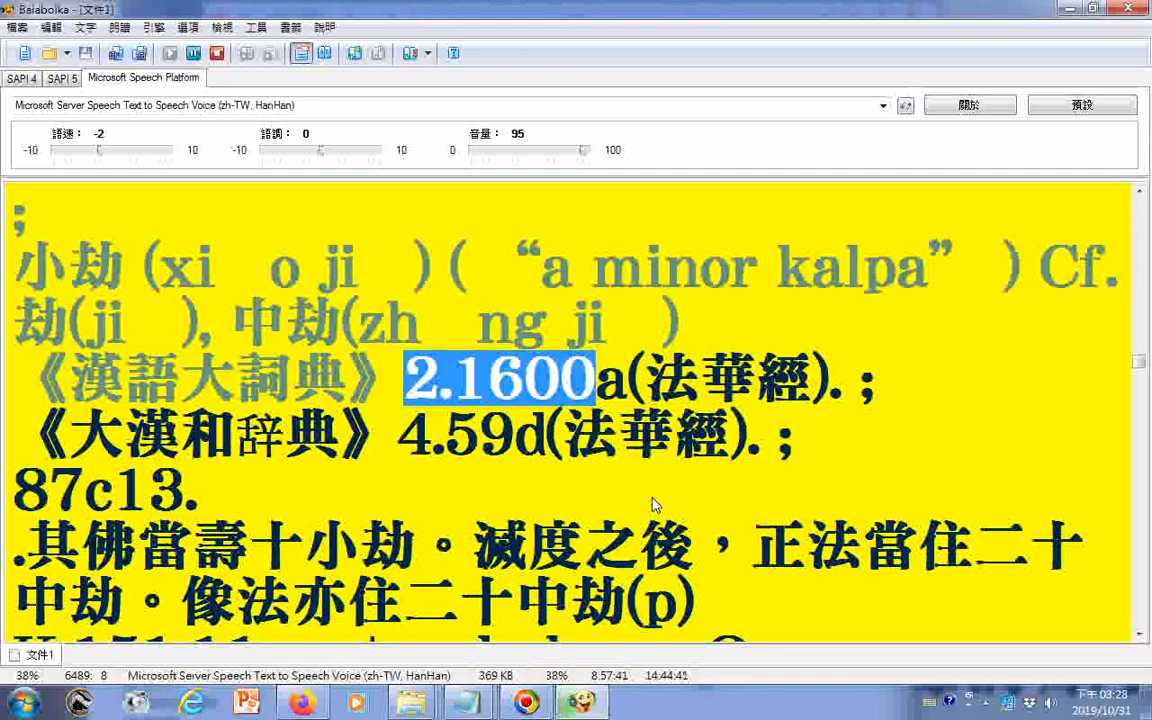 Balabolka - [文件1]
檔案 編輯 文字 朗讀 引擎 選項 檢視 工具 書籤 說明
SAPI 4 SAPI 5 Microsoft Speech Platform
Microsoft Server Speech Text to Speech Voice (zh-TW, HanHan) 關於 預設
語速： -2 語調： 0 音量： 95
-10 10 -10 10 0 100
;
小劫 (xi o ji )( “a minor kalpa” ) Cf.
劫(ji ), 中劫(zh ng ji )
《漢語大詞典》 2.1600a(法華經). ;
《大漢和辞典》 4.59d(法華經). ;
87c13.
.其佛當壽十小劫。滅度之後，正法當住二十
中劫。像法亦住二十中劫(p)
文件1
38% 6489: 8 Microsoft Server Speech Text to Speech Voice (zh-TW, HanHan) 369 KB 38% 8:57:41 14:44:41
下午 03:28
2019/10/31